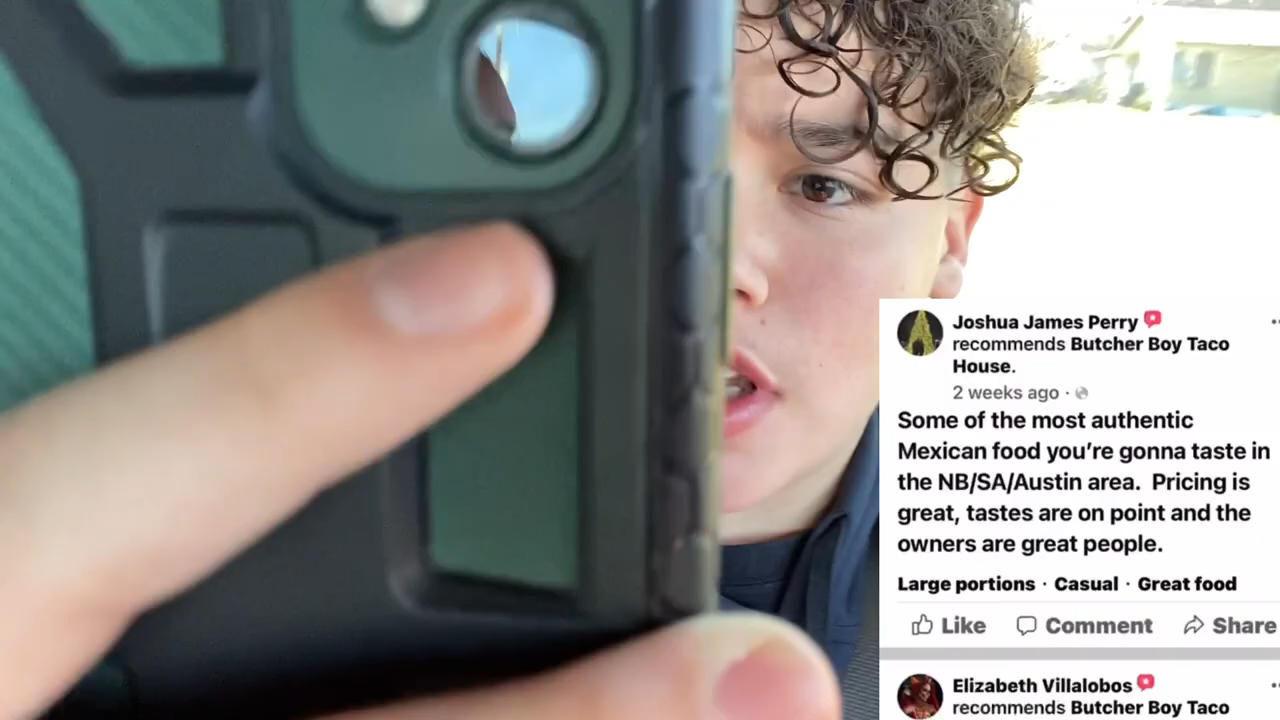 Joshua James Perry
recommends Butcher Boy Taco
House.
2 weeks ago ·
Some of the most authentic
Mexican food you’re gonna taste in
the NB/SA/Austin area. Pricing is
great, tastes are on point and the
owners are great people.
Large portions · Casual · Great food
Like Comment Share
Elizabeth Villalobos
recommends Butcher Boy Taco